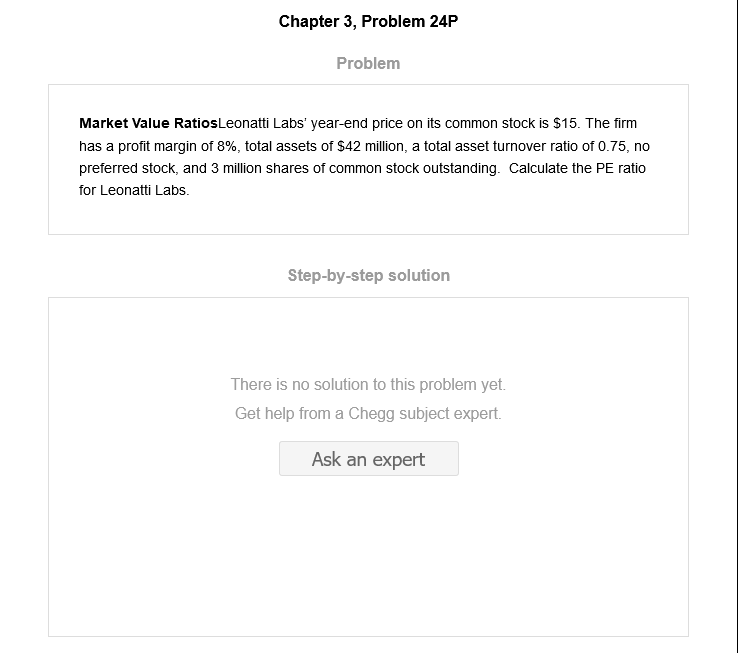 Chapter 3, Problem 24P
Problem
Market Value RatiosLeonatti Labs’ year-end price on its common stock is $15. The firm
has a profit margin of 8%, total assets of $42 million, a total asset turnover ratio of 0.75, no
preferred stock, and 3 million shares of common stock outstanding.  Calculate the PE ratio
for Leonatti Labs.
Step-by-step solution
There is no solution to this problem yet.
Get help from a Chegg subject expert.
Ask an expert